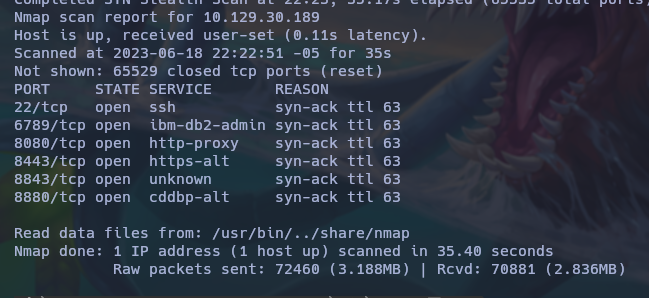 Completed SYN Stealth Scan at 22:23, 35.17s elapsed (65535 total ports)
Nmap scan report for 10.129.30.189
Host is up, received user-set (0.11s latency).
Scanned at 2023-06-18 22:22:51 -05 for 35s
Not shown: 65529 closed tcp ports (reset)
PORT     STATE SERVICE       REASON
22/tcp   open  ssh           syn-ack ttl 63
6789/tcp open  ibm-db2-admin syn-ack ttl 63
8080/tcp open  http-proxy    syn-ack ttl 63
8443/tcp open  https-alt     syn-ack ttl 63
8843/tcp open  unknown       syn-ack ttl 63
8880/tcp open  cddbp-alt     syn-ack ttl 63
Read data files from: /usr/bin/../share/nmap
Nmap done: 1 IP address (1 host up) scanned in 35.40 seconds
Raw packets sent: 72460 (3.188MB) | Rcvd: 70881 (2.836MB)